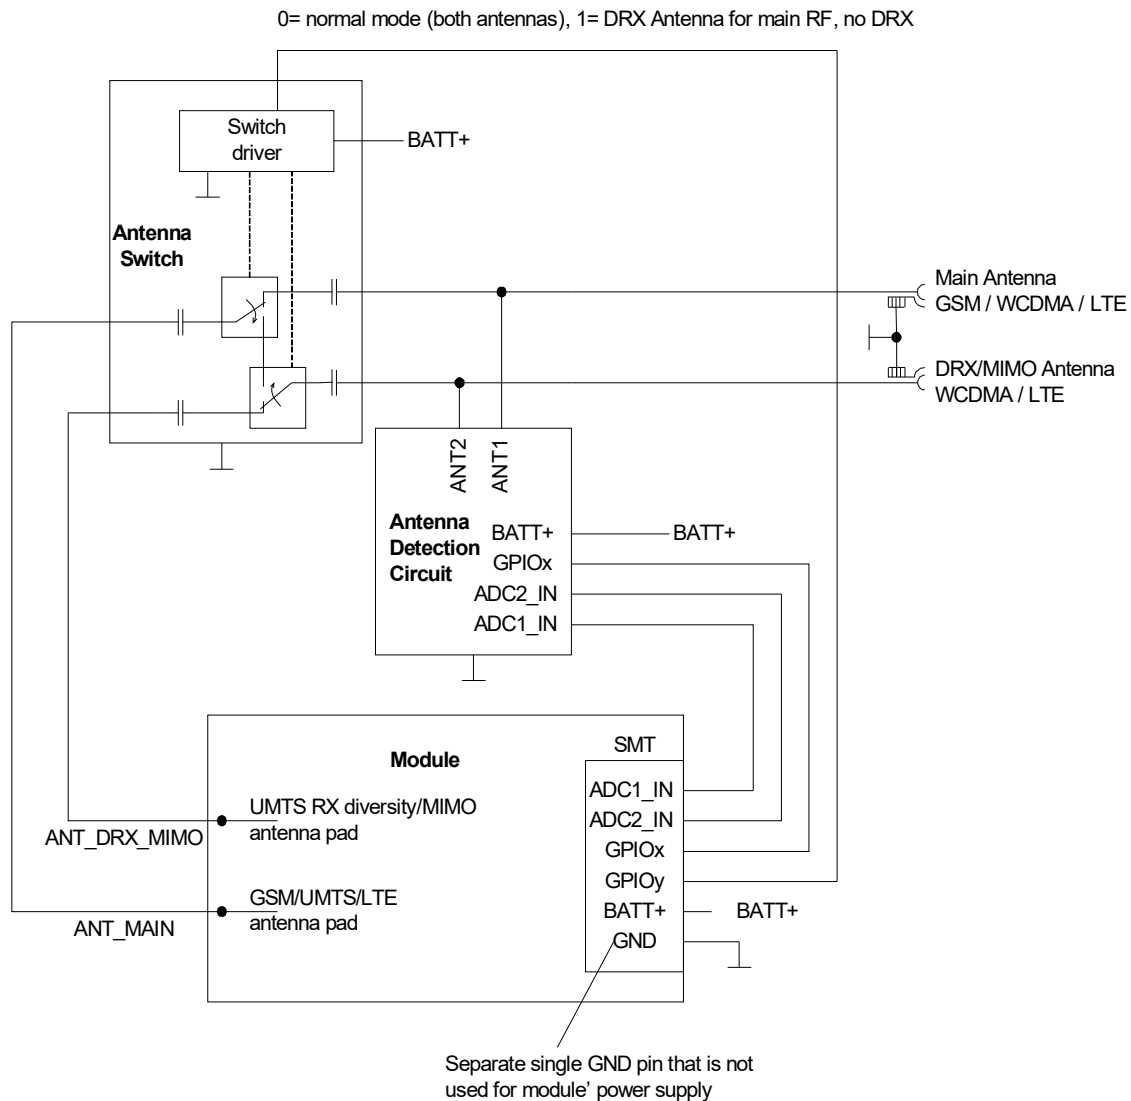 0= normal mode (both antennas), 1= DRX Antenna for main RF, no DRX
Switch
driver
BATT+
Antenna
Switch
Main Antenna
GSM / WCDMA / LTE
DRX/MIMO Antenna
WCDMA / LTE
ANT2
ANT1
Antenna
Detection
Circuit
BATT+
BATT+
GPIOx
ADC2_IN
ADC1_IN
Module
SMT
UMTS RX diversity/MIMO
antenna pad
ANT_DRX_MIMO
GSM/UMTS/LTE
antenna pad
ANT_MAIN
ADC1_IN
ADC2_IN
GPIOx
GPIOy
BATT+
BATT+
GND
Separate single GND pin that is not
used for module’ power supply